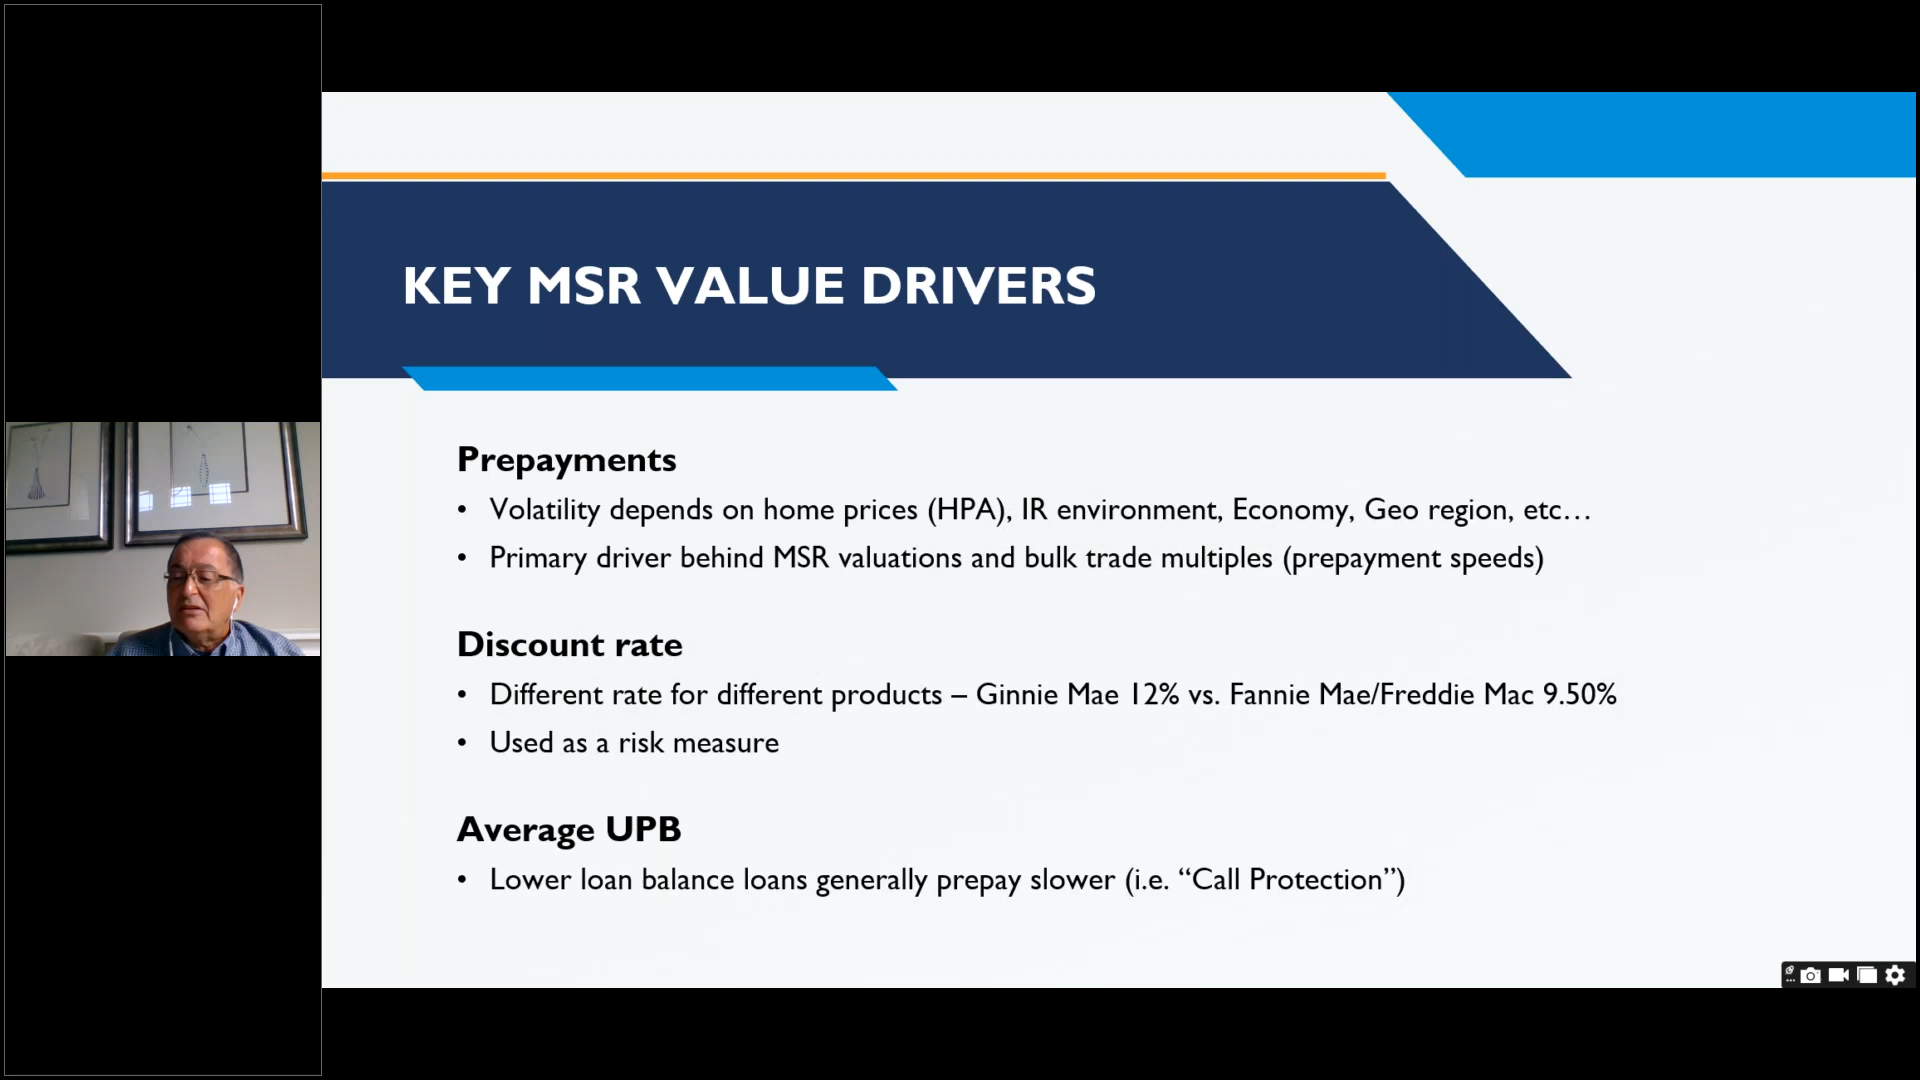 KEY MSR VALUE DRIVERS
Prepayments
• Volatility depends on home prices (HPA), IR environment, Economy, Geo region, etc…
• Primary driver behind MSR valuations and bulk trade multiples (prepayment speeds)
Discount rate
• Different rate for different products – Ginnie Mae 12% vs. Fannie Mae/Freddie Mac 9.50%
• Used as a risk measure
Average UPB
• Lower loan balance loans generally prepay slower (i.e. “Call Protection”)